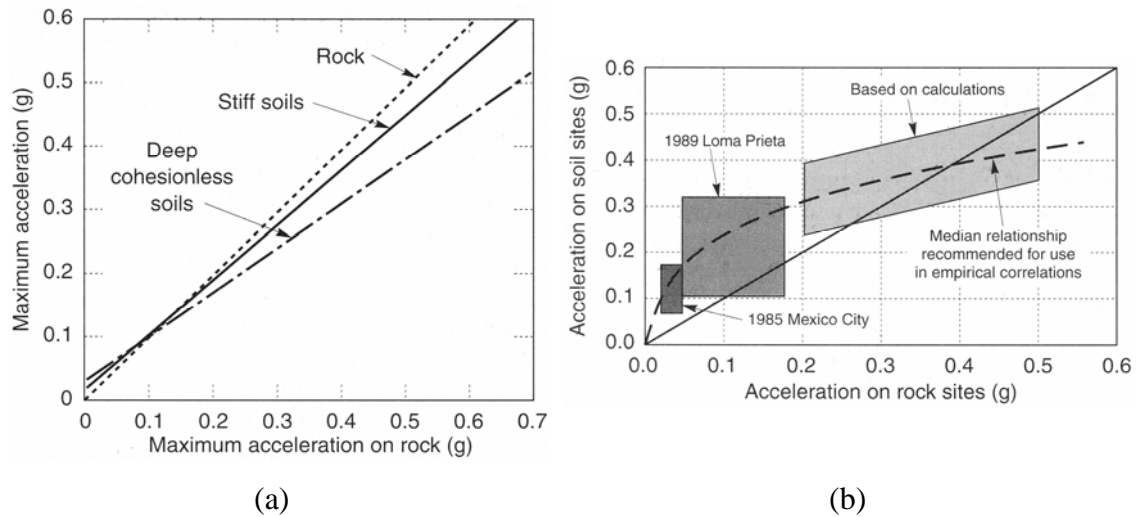 0.6
0.5
0.4
0.3
0.2
0.1
0
Maximum acceleration (g)
Rock
Stiff soils
Deep
cohesionless
soils
0 0.1 0.2 0.3 0.4 0.5 0.6 0.7
Maximum acceleration on rock (g)
(a)
0.6
0.5
0.4
0.3
0.2
0.1
0.0
Acceleration on soil sites (g)
Based on calculations
1989 Loma Prieta
Median relationship
recommended for use
in empirical correlations
1985 Mexico City
0.0 0.1 0.2 0.3 0.4 0.5 0.6
Acceleration on rock sites (g)
(b)